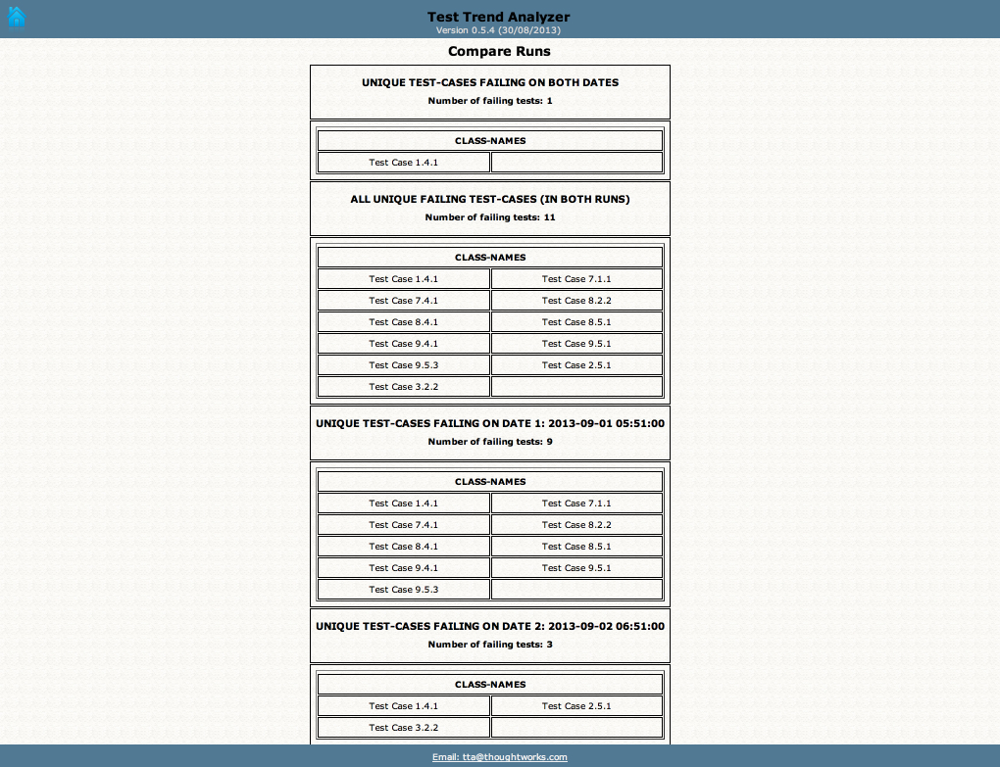 Test Trend Analyzer
Version 0.5.4 (30/08/2013)
Compare Runs
UNIQUE TEST-CASES FAILING ON BOTH DATES
Number of failing tests: 1
CLASS-NAMES
Test Case 1.4.1
ALL UNIQUE FAILING TEST-CASES (IN BOTH RUNS)
Number of failing tests: 11
CLASS-NAMES
Test Case 1.4.1 Test Case 7.1.1
Test Case 7.4.1 Test Case 8.2.2
Test Case 8.4.1 Test Case 8.5.1
Test Case 9.4.1 Test Case 9.5.1
Test Case 9.5.3 Test Case 2.5.1
Test Case 3.2.2
UNIQUE TEST-CASES FAILING ON DATE 1: 2013-09-01 05:51:00
Number of failing tests: 9
CLASS-NAMES
Test Case 1.4.1 Test Case 7.1.1
Test Case 7.4.1 Test Case 8.2.2
Test Case 8.4.1 Test Case 8.5.1
Test Case 9.4.1 Test Case 9.5.1
Test Case 9.5.3
UNIQUE TEST-CASES FAILING ON DATE 2: 2013-09-02 06:51:00
Number of failing tests: 3
CLASS-NAMES
Test Case 1.4.1 Test Case 2.5.1
Test Case 3.2.2
Email: tta@thoughtworks.com